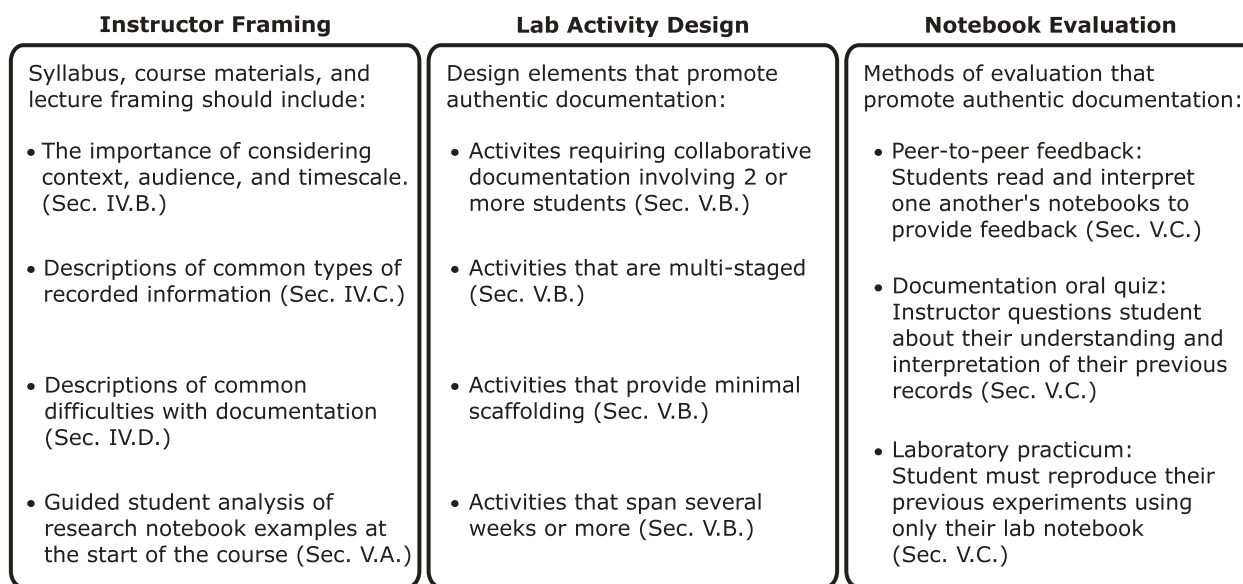 Instructor Framing
Syllabus, course materials, and
lecture framing should include:
• The importance of considering
context, audience, and timescale.
(Sec. IV.B.)
• Descriptions of common types of
recorded information (Sec. IV.C.)
• Descriptions of common
difficulties with documentation
(Sec. IV.D.)
• Guided student analysis of
research notebook examples at
the start of the course (Sec. V.A.)
Lab Activity Design
Design elements that promote
authentic documentation:
• Activites requiring collaborative
documentation involving 2 or
more students (Sec. V.B.)
• Activities that are multi-staged
(Sec. V.B.)
• Activities that provide minimal
scaffolding (Sec. V.B.)
• Activities that span several
weeks or more (Sec. V.B.)
Notebook Evaluation
Methods of evaluation that
promote authentic documentation:
• Peer-to-peer feedback:
Students read and interpret
one another's notebooks to
provide feedback (Sec. V.C.)
• Documentation oral quiz:
Instructor questions student
about their understanding and
interpretation of their previous
records (Sec. V.C.)
• Laboratory practicum:
Student must reproduce their
previous experiments using
only their lab notebook
(Sec. V.C.)